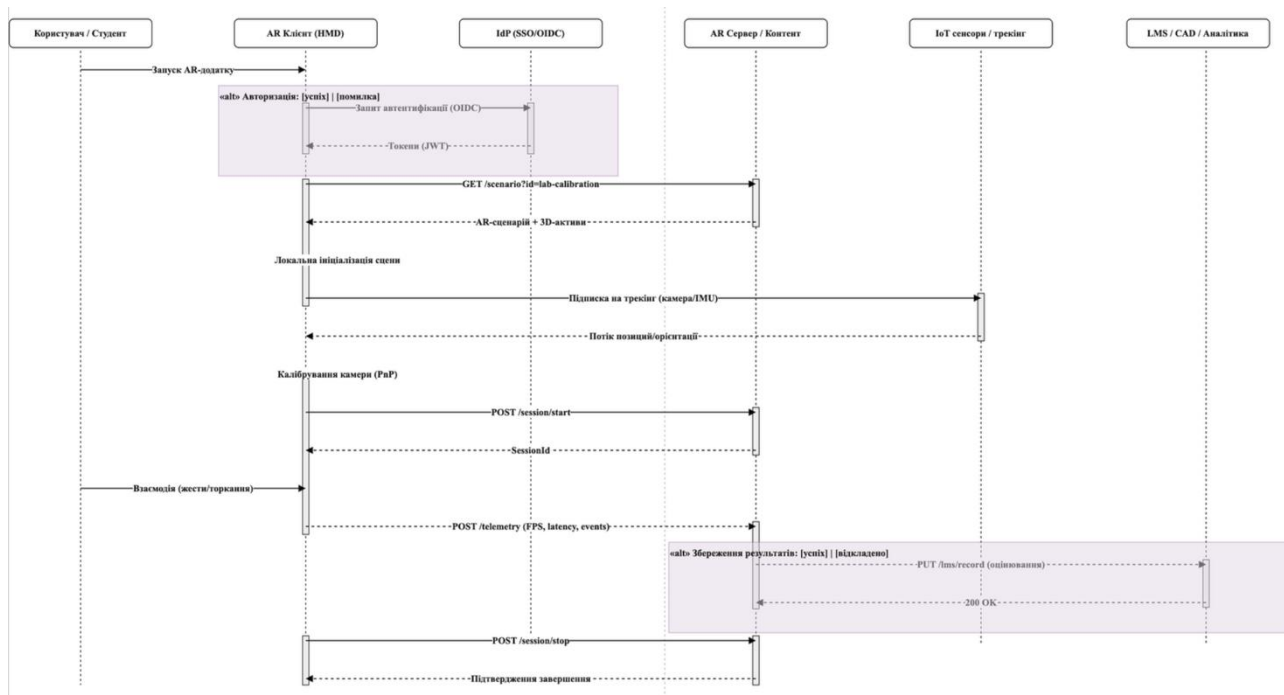 Користувач / Студент
AR Клієнт (HMD)
IdP (SSO/OIDC)
AR Сервер / Контент
IoT сенсори / трекінг
LMS / CAD / Аналітика
Запуск AR-додатку
«alt» Авторизація: [успіх] | [помилка]
Запит автентифікації (OIDC)
Токени (JWT)
GET /scenario?id=lab-calibration
AR-сценарій + 3D-активи
Локальна ініціалізація сцени
Підписка на трекінг (камера/IMU)
Потік позицій/орієнтації
Калібрування камери (PnP)
POST /session/start
SessionId
Взаємодія (жести/торкання)
POST /telemetry (FPS, latency, events)
«alt» Збереження результатів: [успіх] | [відкладено]
PUT /lms/record (оцінювання)
200 OK
POST /session/stop
Підтвердження завершення